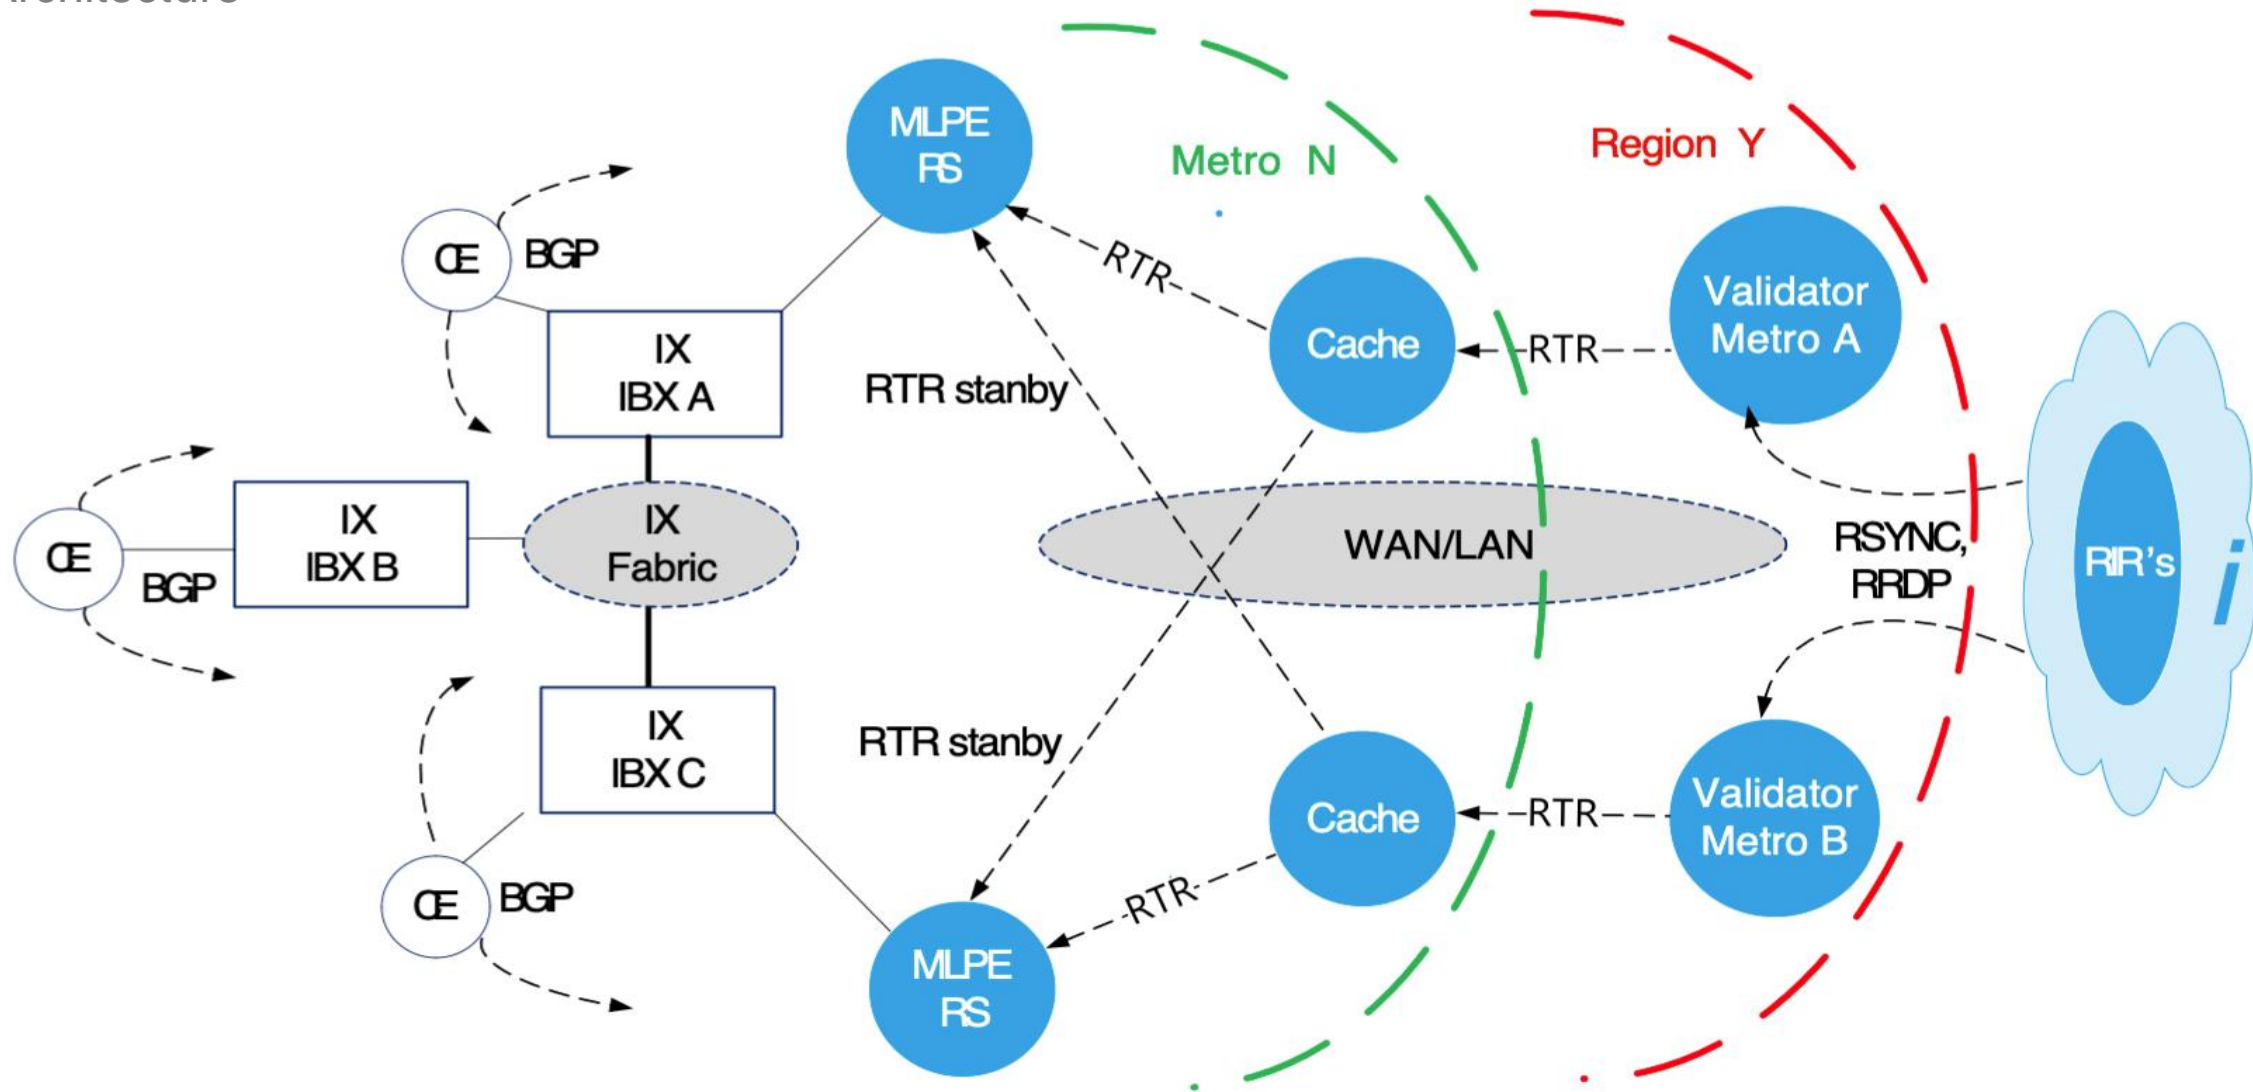 Architecture
MLPE
RS
Metro N
Region Y
CE
BGP
RTR
Validator
Metro A
IX
IBX A
Cache
RTR
RTR stanby
CE
BGP
IX
IBX B
IX
Fabric
WAN/LAN
RSYNC,
RRDP
RIR's
i
IX
IBX C
RTR stanby
Cache
RTR
Validator
Metro B
CE
BGP
RTR
MLPE
RS